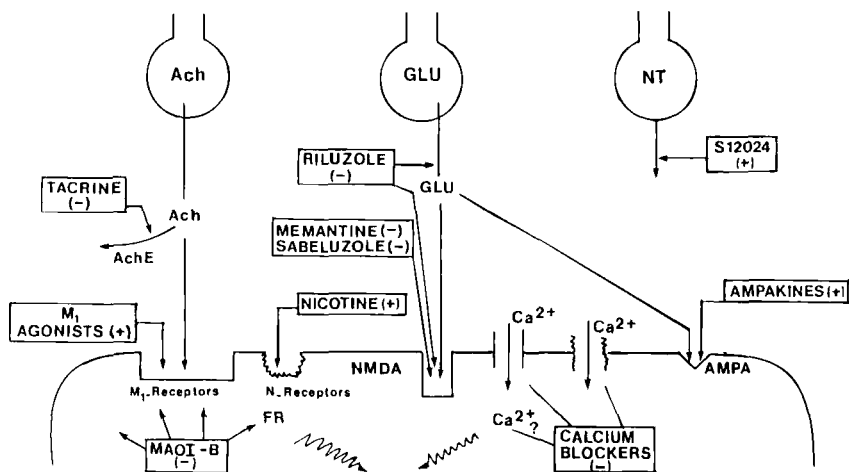 Ach
GLU
NT
S12024
(+)
RILUZOLE
(-)
GLU
TACRINE
(-)
Ach
AchE
MEMANTINE(-)
SABELUZOLE(-)
M1
AGONISTS (+)
NICOTINE(+)
Ca2+
Ca2+
AMPAKINES(+)
NMDA
AMPA
M1-Receptors
N-Receptors
FR
Ca2+?
MAOI-B
(-)
CALCIUM
BLOCKERS
(-)